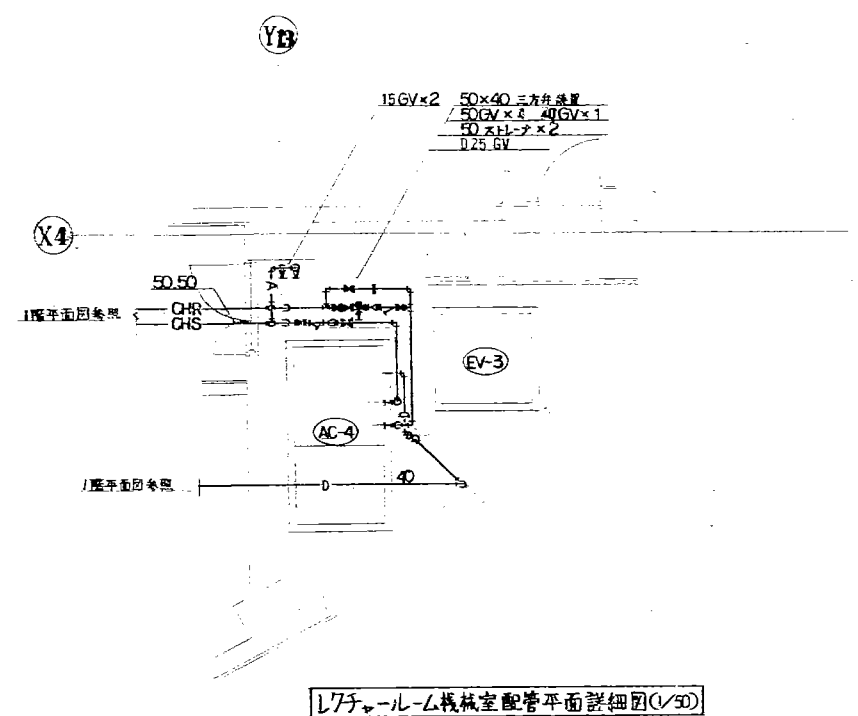 15GV×2
50×40 三方弁装置
50GV×4 40GV×1
50 ストレーナ×2
D25 GV
X4
A
50.50
CHR
1階平面図参照
CHS
EV-3
AC-4
40
1階平面図参照
D
レクチャールーム機械室配管平面詳細図(1/50)